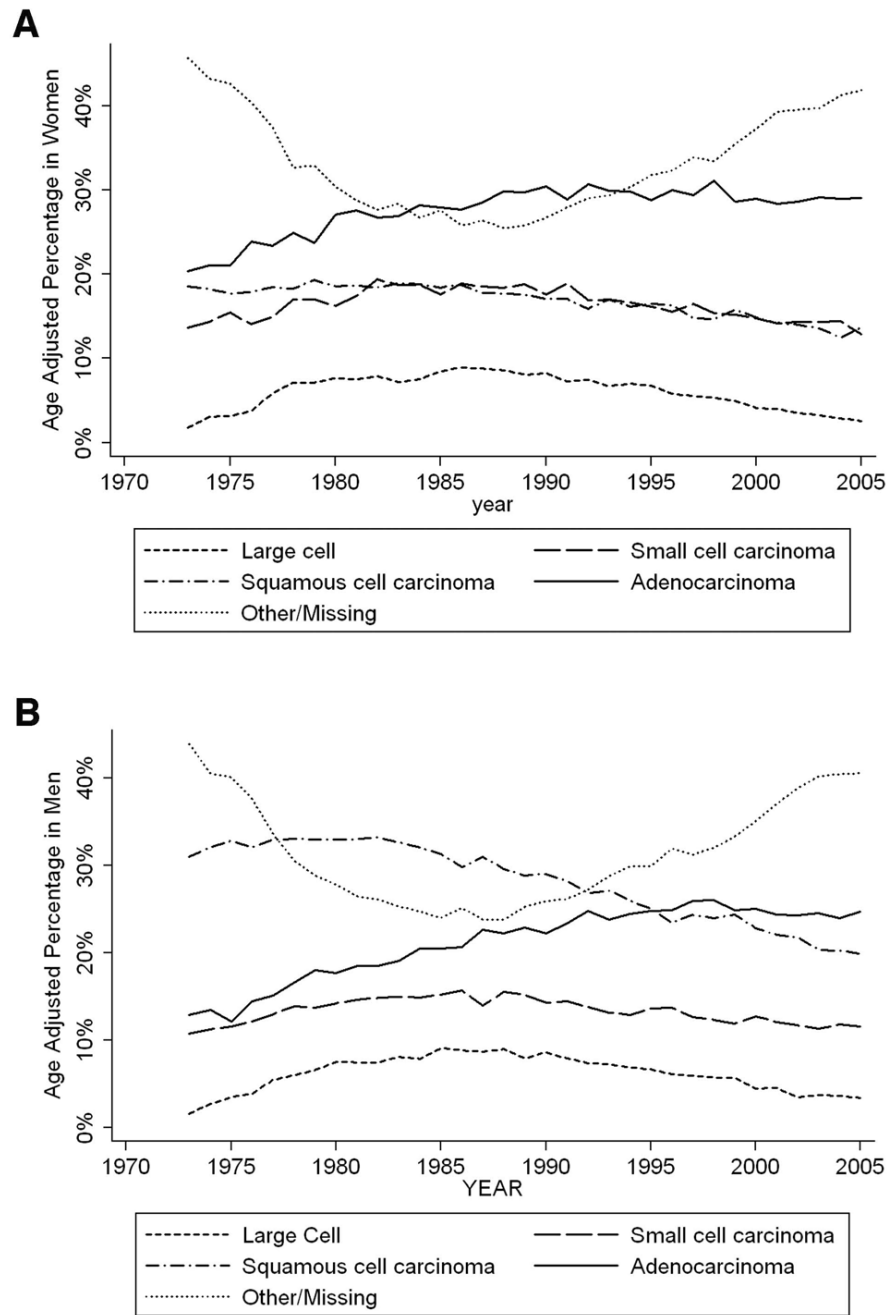 A
Age Adjusted Percentage in Women
40%
30%
20%
10%
0%
1970 1975 1980 1985 1990 1995 2000 2005
year
Large cell Small cell carcinoma
Squamous cell carcinoma Adenocarcinoma
Other/Missing
B
Age Adjusted Percentage in Men
40%
30%
20%
10%
0%
1970 1975 1980 1985 1990 1995 2000 2005
YEAR
Large Cell Small cell carcinoma
Squamous cell carcinoma Adenocarcinoma
Other/Missing